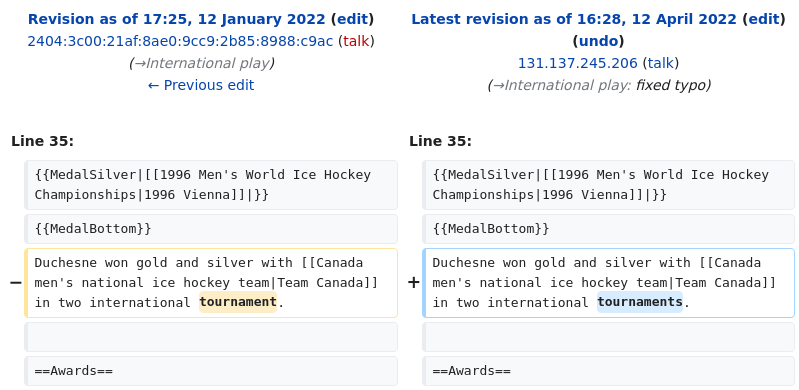 Revision as of 17:25, 12 January 2022 (edit)
2404:3c00:21af:8ae0:9cc9:2b85:8988:c9ac (talk)
(→International play)
← Previous edit
Latest revision as of 16:28, 12 April 2022 (edit)
(undo)
131.137.245.206 (talk)
(→International play: fixed typo)
Line 35:
{{MedalSilver|[[1996 Men's World Ice Hockey
Championships|1996 Vienna]]|}}
{{MedalBottom}}
− Duchesne won gold and silver with [[Canada
men's national ice hockey team|Team Canada]]
in two international tournament.
==Awards==
Line 35:
{{MedalSilver|[[1996 Men's World Ice Hockey
Championships|1996 Vienna]]|}}
{{MedalBottom}}
+ Duchesne won gold and silver with [[Canada
men's national ice hockey team|Team Canada]]
in two international tournaments.
==Awards==